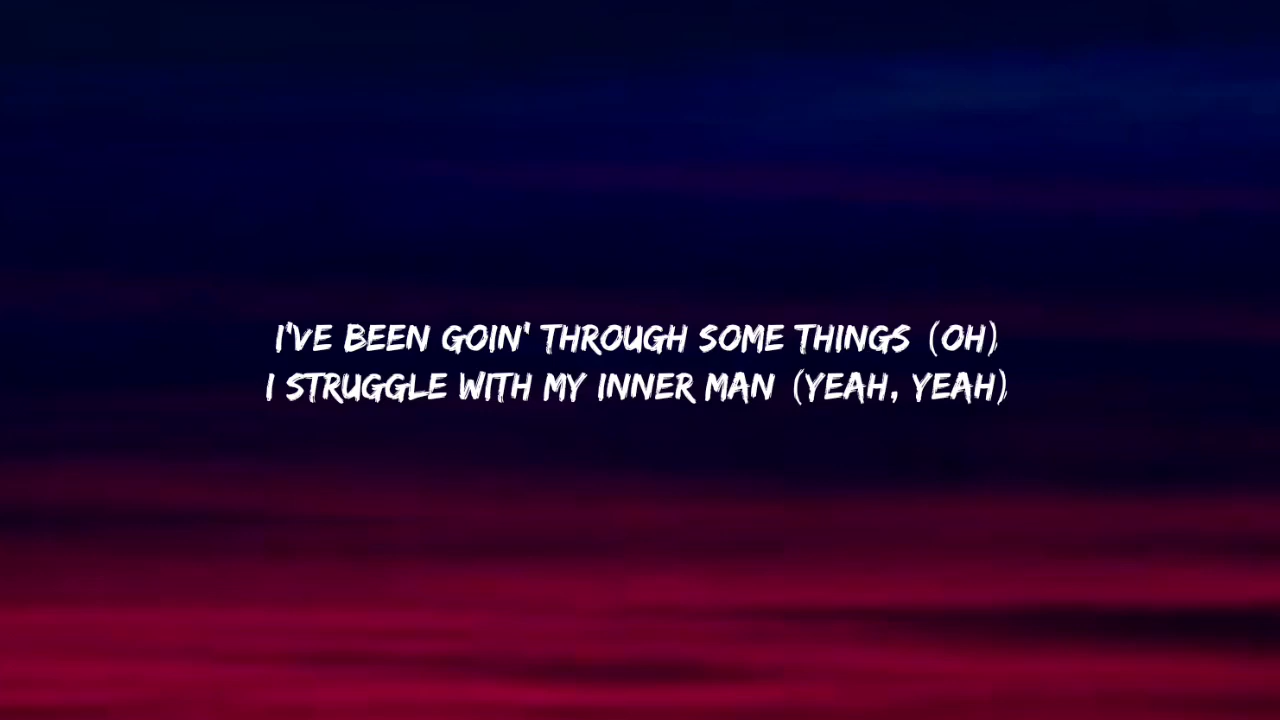 I'VE BEEN GOIN' THROUGH SOME THINGS (OH)
I STRUGGLE WITH MY INNER MAN (YEAH, YEAH)